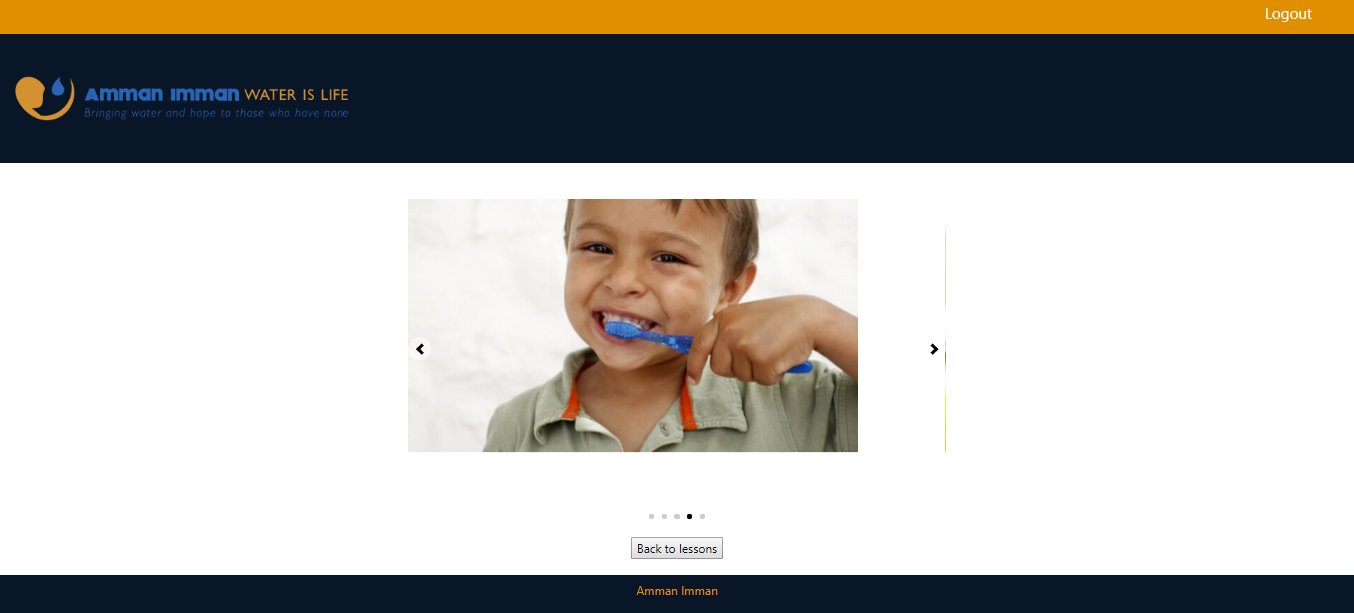 Logout
Amman Imman WATER IS LIFE
Bringing water and hope to those who have none
Back to lessons
Amman Imman